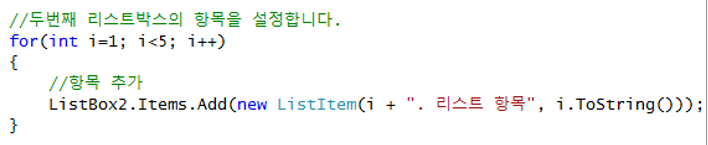 //두번째 리스트박스의 항목을 설정합니다.
for(int i=1; i<5; i++)
{
    //항목 추가
    ListBox2.Items.Add(new ListItem(i + ". 리스트 항목", i.ToString()));
}